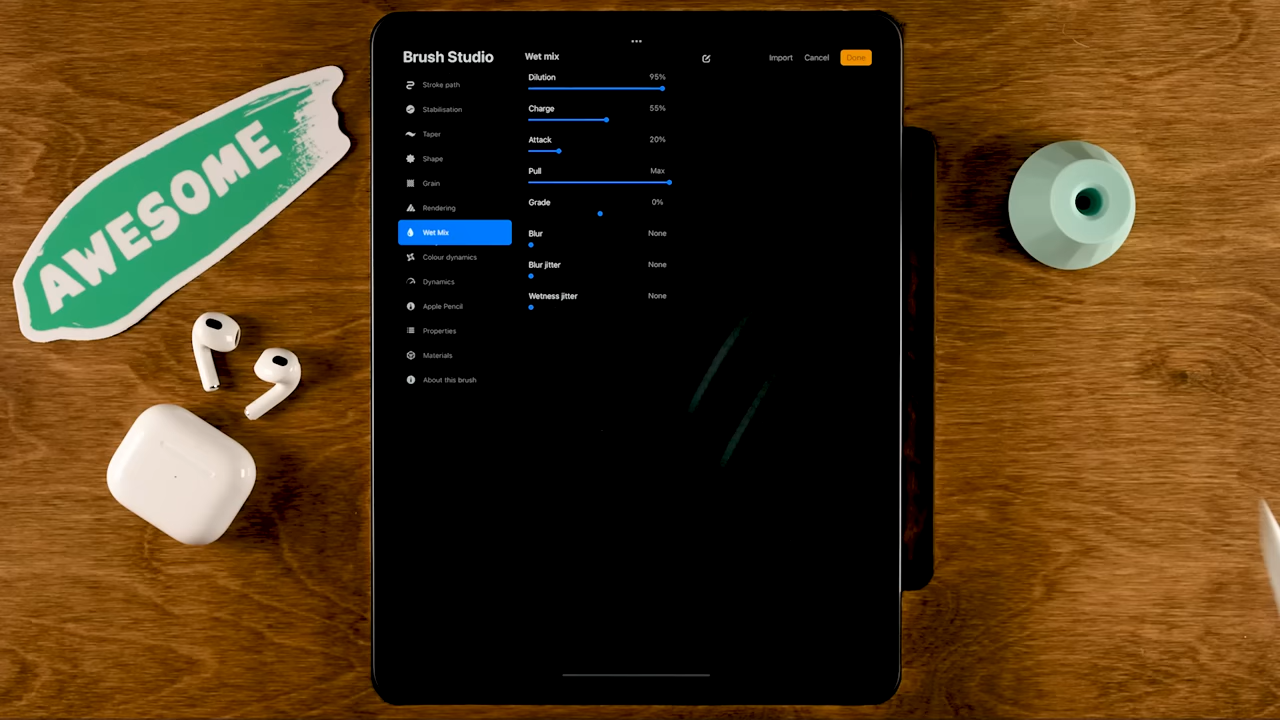 AWESOME
Brush Studio
Stroke path
Stabilisation
Taper
Shape
Grain
Rendering
Wet Mix
Colour dynamics
Dynamics
Apple Pencil
Properties
Materials
About this brush
Wet mix
Dilution 95%
Charge 55%
Attack 20%
Pull Max
Grade 0%
Blur None
Blur jitter None
Wetness jitter None
Import Cancel Done